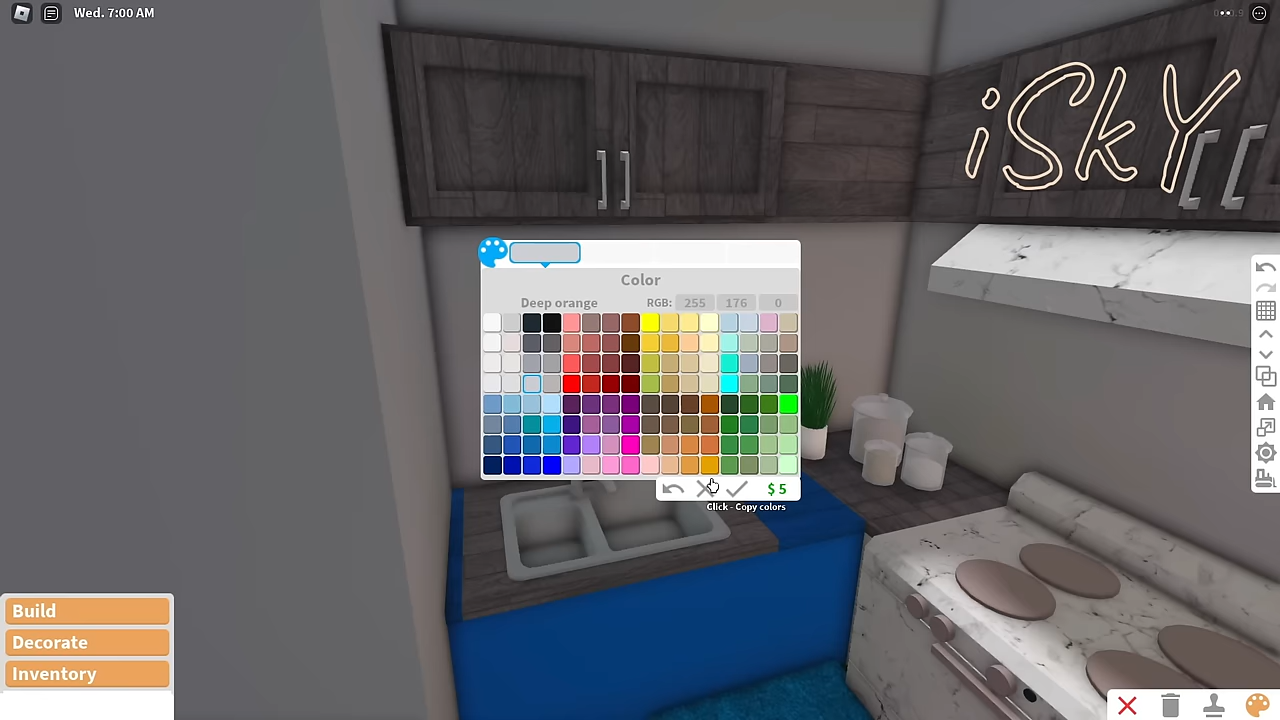 Wed. 7:00 AM
iSkY
Color
Deep orange RGB: 255 176 0
$ 5
Click - Copy colors
Build
Decorate
Inventory